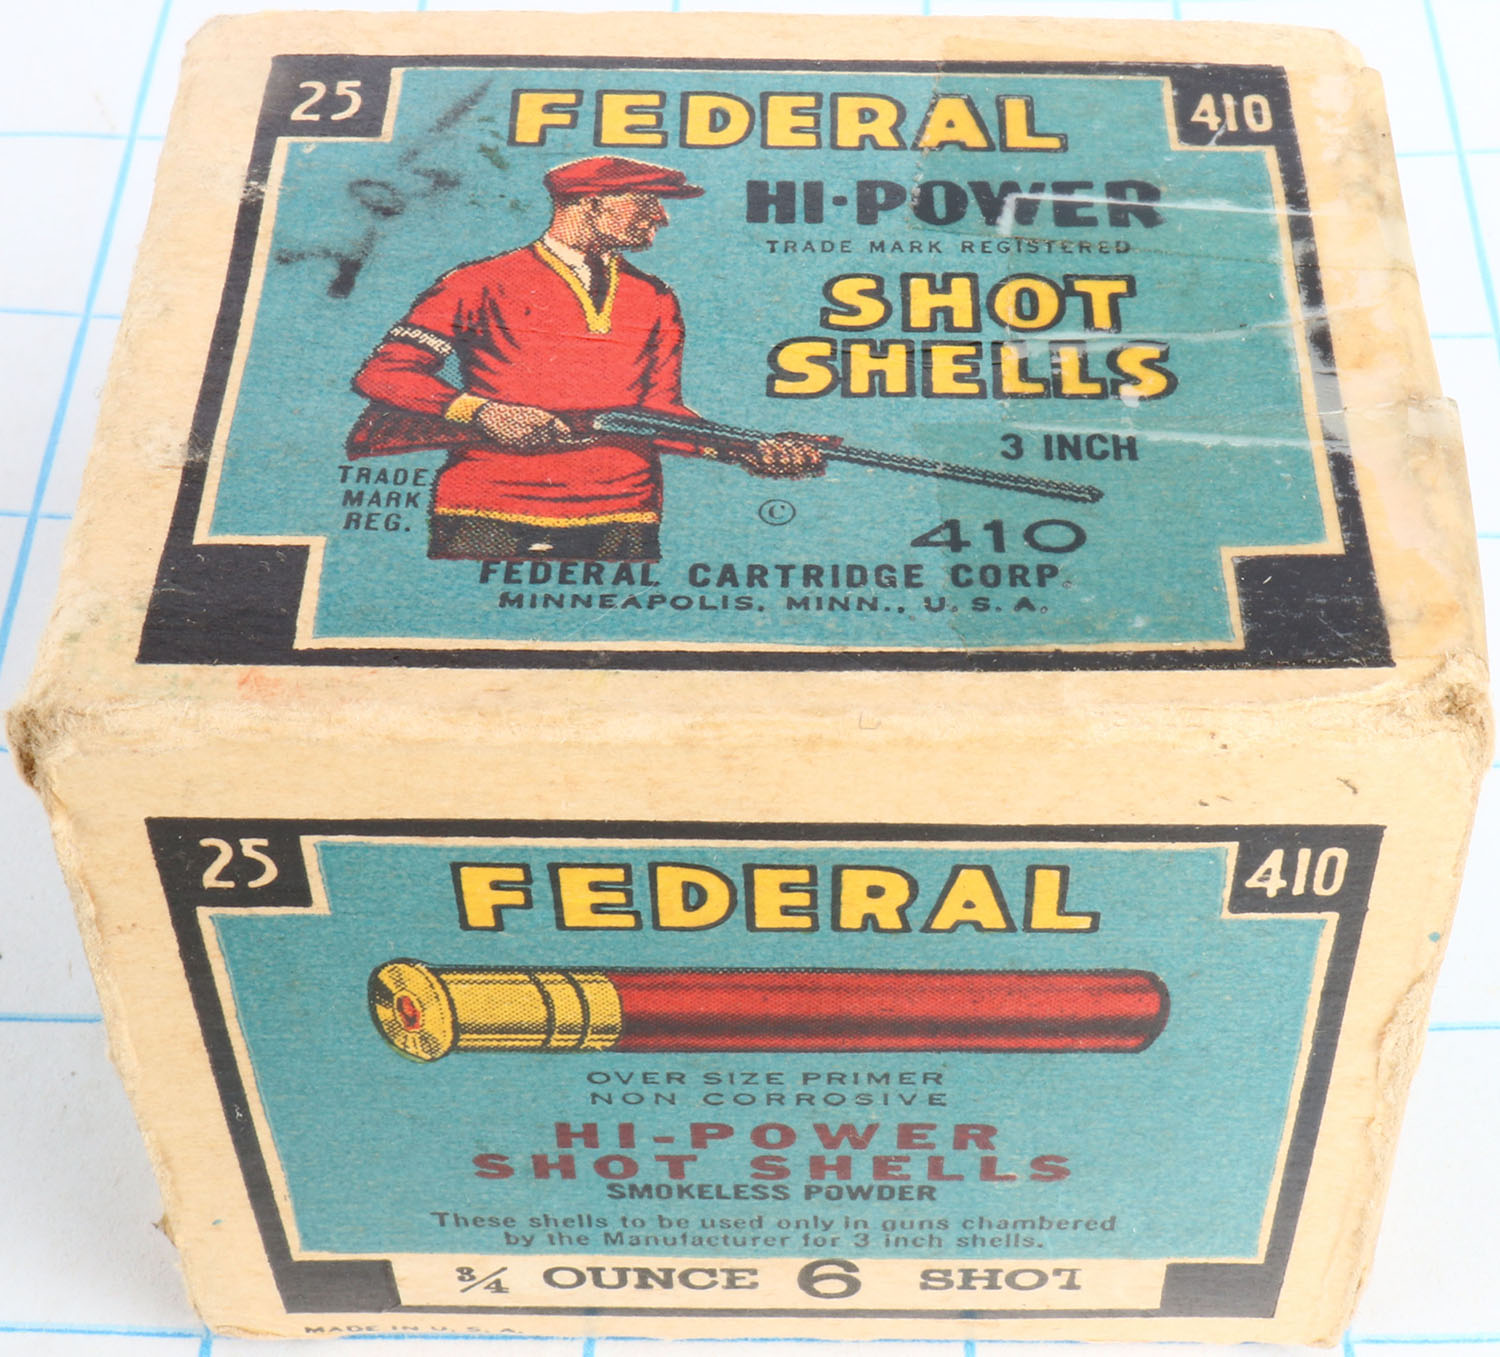 25
410
FEDERAL
HI-POWER
TRADE MARK REGISTERED
SHOT
SHELLS
3 INCH
HI-POWER
TRADE
MARK
REG.
©
410
FEDERAL CARTRIDGE CORP.
MINNEAPOLIS, MINN., U.S.A.
25
410
FEDERAL
OVER SIZE PRIMER
NON CORROSIVE
HI-POWER
SHOT SHELLS
SMOKELESS POWDER
These shells to be used only in guns chambered
by the Manufacturer for 3 inch shells.
3/4 OUNCE 6 SHOT
MADE IN U.S.A.